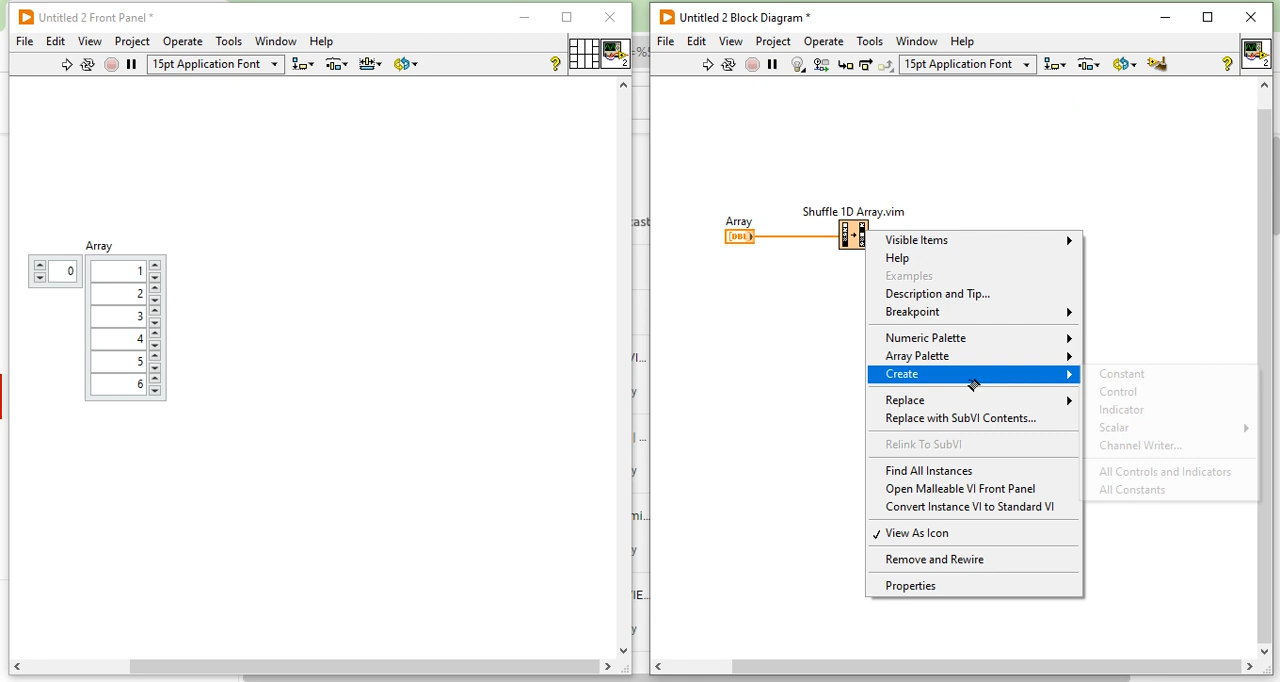 Untitled 2 Front Panel *
File Edit View Project Operate Tools Window Help
15pt Application Font
?
2
Array
0
1
2
3
4
5
6
Untitled 2 Block Diagram *
File Edit View Project Operate Tools Window Help
15pt Application Font
?
2
Shuffle 1D Array.vim
Array
[DBL]
Visible Items
Help
Examples
Description and Tip...
Breakpoint
Numeric Palette
Array Palette
Create
Replace
Replace with SubVI Contents...
Relink To SubVI
Find All Instances
Open Malleable VI Front Panel
Convert Instance VI to Standard VI
View As Icon
Remove and Rewire
Properties
Constant
Control
Indicator
Scalar
Channel Writer...
All Controls and Indicators
All Constants